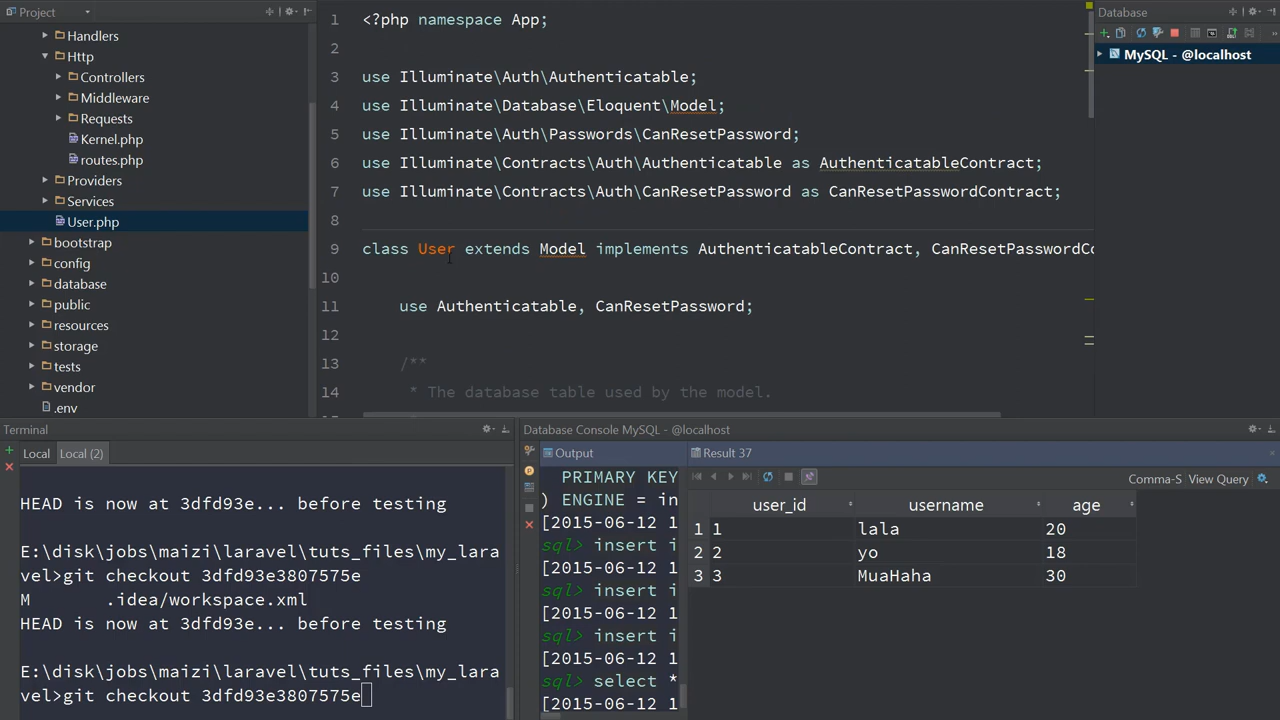 Project
Handlers
Http
Controllers
Middleware
Requests
Kernel.php
routes.php
Providers
Services
User.php
bootstrap
config
database
public
resources
storage
tests
vendor
.env
1 <?php namespace App;
2
3 use Illuminate\Auth\Authenticatable;
4 use Illuminate\Database\Eloquent\Model;
5 use Illuminate\Auth\Passwords\CanResetPassword;
6 use Illuminate\Contracts\Auth\Authenticatable as AuthenticatableContract;
7 use Illuminate\Contracts\Auth\CanResetPassword as CanResetPasswordContract;
8
9 class User extends Model implements AuthenticatableContract, CanResetPasswordCo
10
11 use Authenticatable, CanResetPassword;
12
13 /**
14 * The database table used by the model.
Database
MySQL - @localhost
Terminal
Local Local (2)
HEAD is now at 3dfd93e... before testing
E:\disk\jobs\maizi\laravel\tuts_files\my_lara
vel>git checkout 3dfd93e3807575e
M .idea/workspace.xml
HEAD is now at 3dfd93e... before testing
E:\disk\jobs\maizi\laravel\tuts_files\my_lara
vel>git checkout 3dfd93e3807575e
Database Console MySQL - @localhost
Output
PRIMARY KEY
) ENGINE = in
[2015-06-12 1
sql> insert i
[2015-06-12 1
sql> insert i
[2015-06-12 1
sql> insert i
[2015-06-12 1
sql> select *
[2015-06-12 1
Result 37
Comma-S View Query
user_id username age
1 1 lala 20
2 2 yo 18
3 3 MuaHaha 30